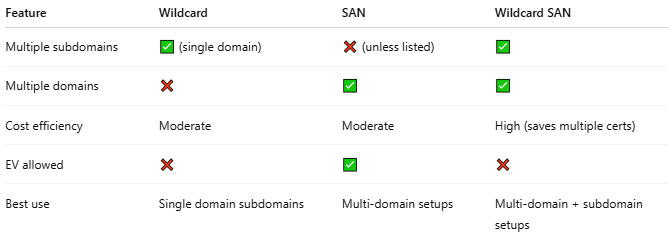 Feature Wildcard SAN Wildcard SAN
Multiple subdomains ✅ (single domain) ❌ (unless listed) ✅
Multiple domains ❌ ✅ ✅
Cost efficiency Moderate Moderate High (saves multiple certs)
EV allowed ❌ ✅ ❌
Best use Single domain subdomains Multi-domain setups Multi-domain + subdomain
setups